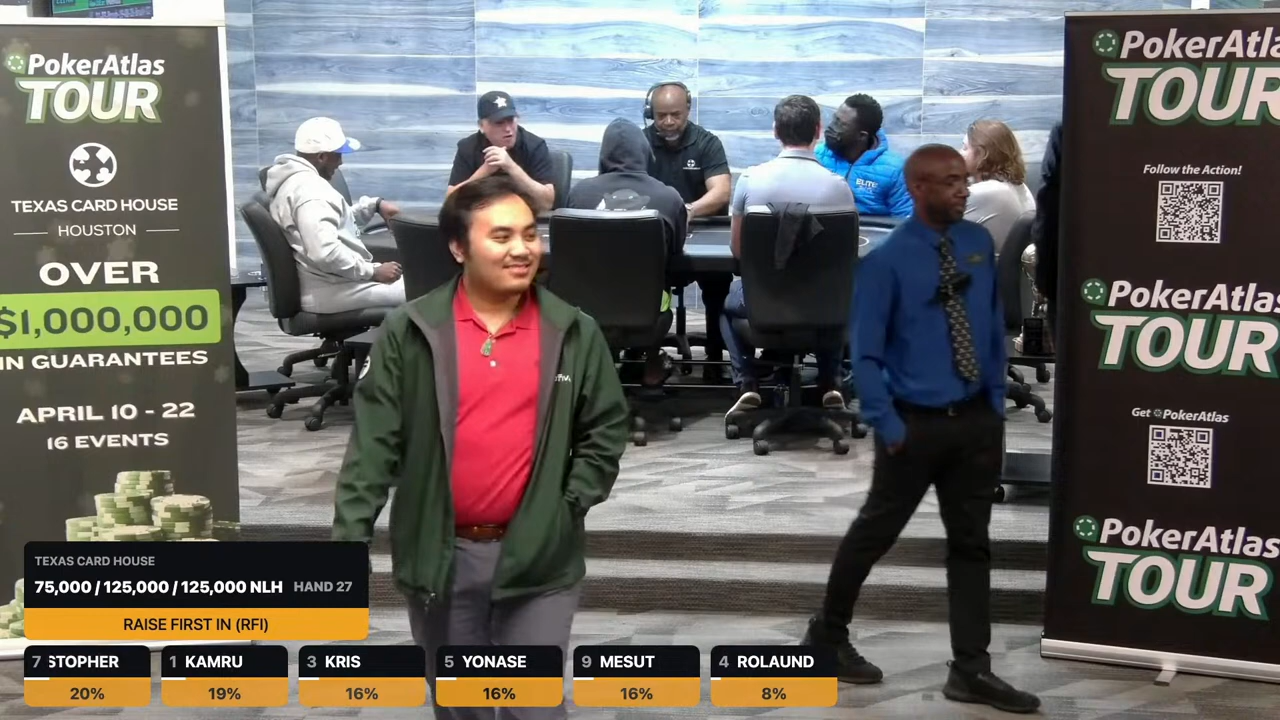 PokerAtlas
TOUR
TEXAS CARD HOUSE
HOUSTON
OVER
$1,000,000
IN GUARANTEES
APRIL 10 - 22
16 EVENTS
ELITE
PokerAtla
TOUR
Follow the Action!
PokerAtlas
TOUR
Get PokerAtlas
PokerAtlas
TOUR
TEXAS CARD HOUSE
75,000 / 125,000 / 125,000 NLH HAND 27
RAISE FIRST IN (RFI)
7 STOPHER
20%
1 KAMRU
19%
3 KRIS
16%
5 YONASE
16%
9 MESUT
16%
4 ROLAUND
8%